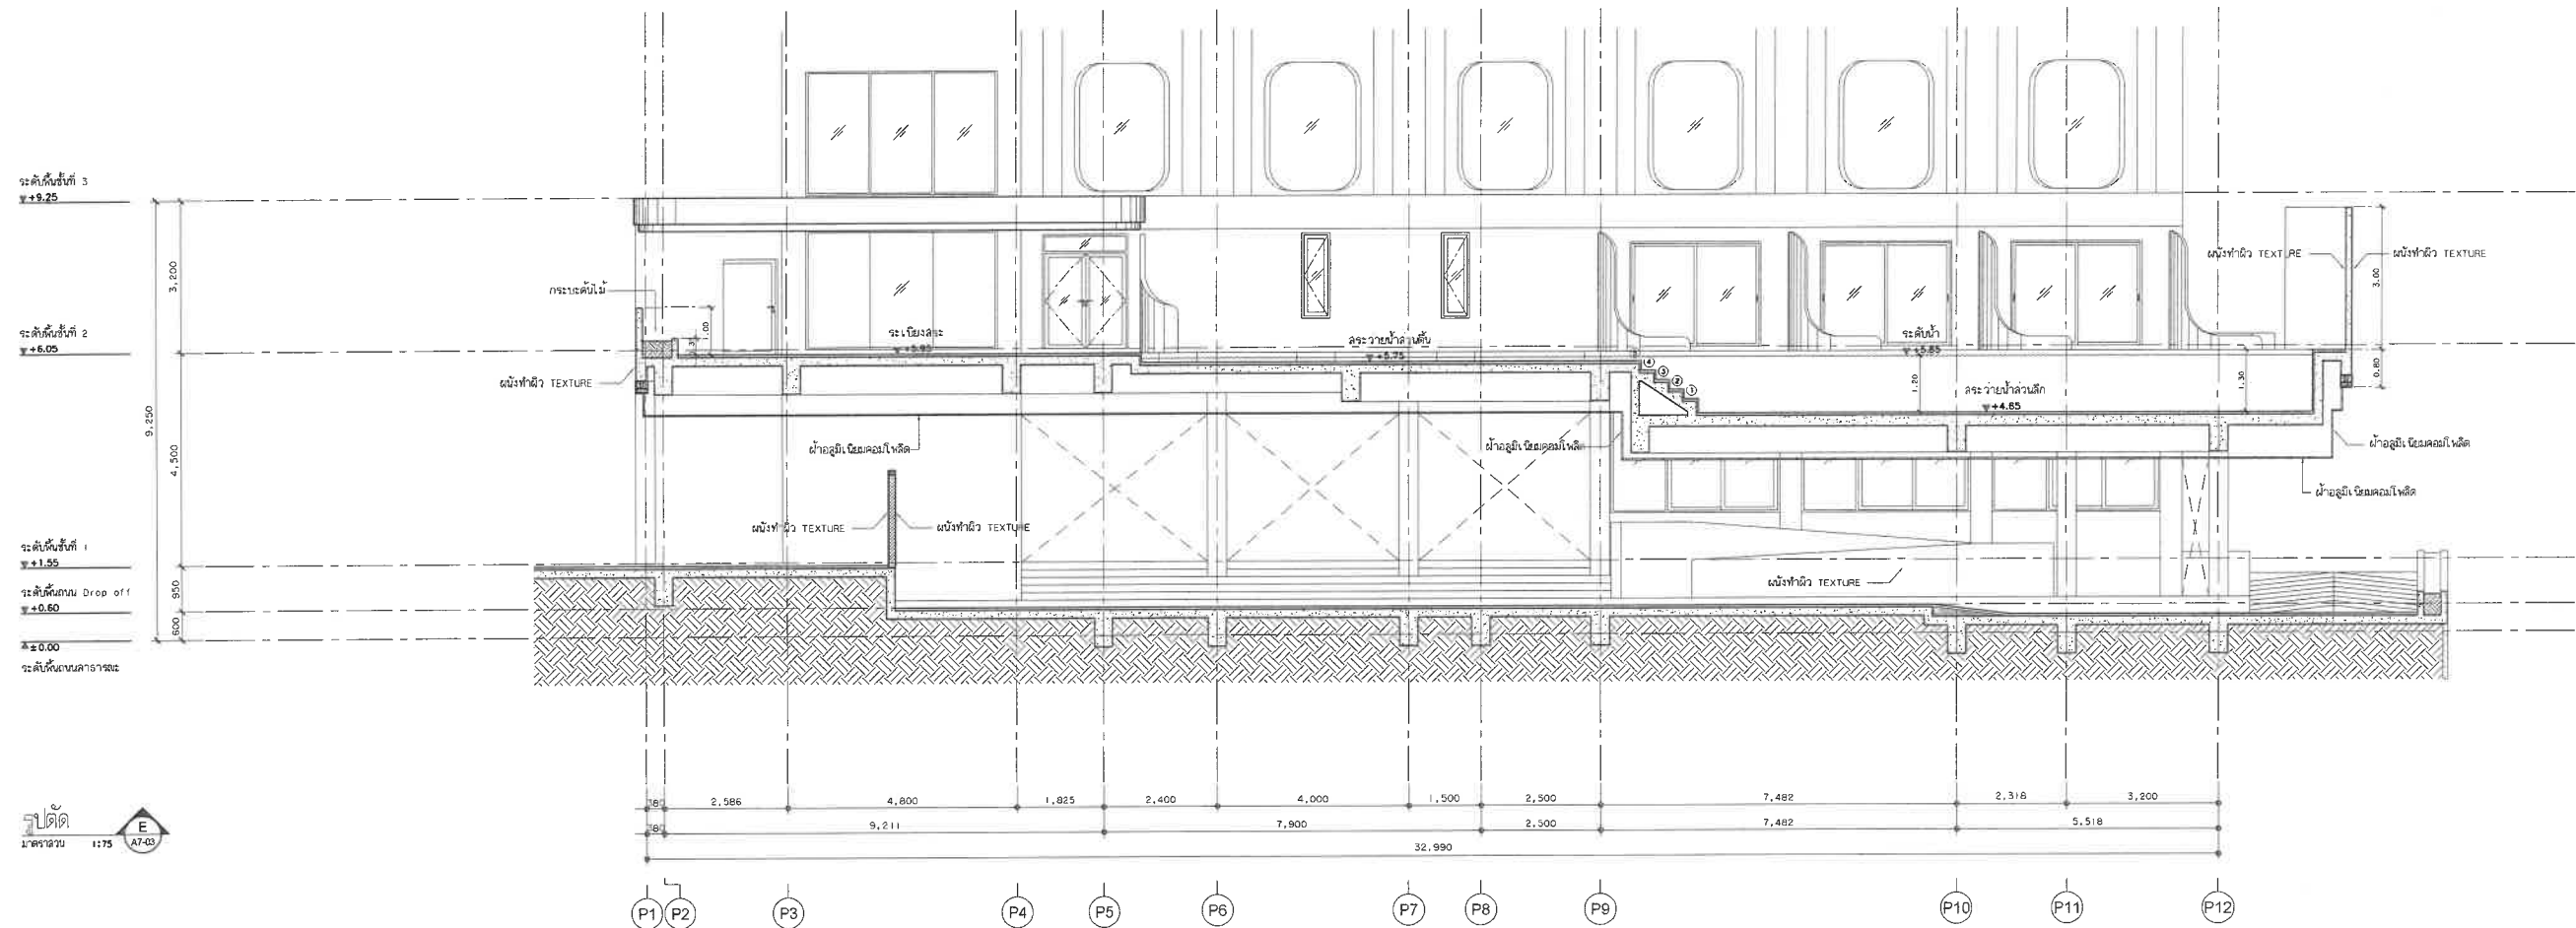 ระดับพื้นชั้นที่ 3
+9.25
ระดับพื้นชั้นที่ 2
+6.05
ระดับพื้นชั้นที่ 1
+1.55
ระดับพื้นถนน Drop off
+0.60
±0.00
ระดับพื้นถนนสาธารณะ
9,250
3,200
4,500
950
600
กระบะต้นไม้
ผนังทำผิว TEXTURE
ระเบียงสระ
+5.95
สระว่ายน้ำส่วนตื้น
+5.75
ระดับน้ำ
+5.85
สระว่ายน้ำส่วนลึก
+4.65
4
3
2
1
1.20
1.30
ผนังทำผิว TEXTURE
ผนังทำผิว TEXTURE
3.00
0.80
ฝ้าอลูมิเนียมคอมโพสิต
ฝ้าอลูมิเนียมคอมโพสิต
ฝ้าอลูมิเนียมคอมโพสิต
ฝ้าอลูมิเนียมคอมโพสิต
ผนังทำผิว TEXTURE
ผนังทำผิว TEXTURE
ผนังทำผิว TEXTURE
380 2,586 4,800 1,825 2,400 4,000 1,500 2,500 7,482 2,318 3,200
380 9,211 7,900 2,500 7,482 5,518
32,990
P1 P2 P3 P4 P5 P6 P7 P8 P9 P10 P11 P12
รูปตัด
มาตราส่วน 1:75
E
A7-03